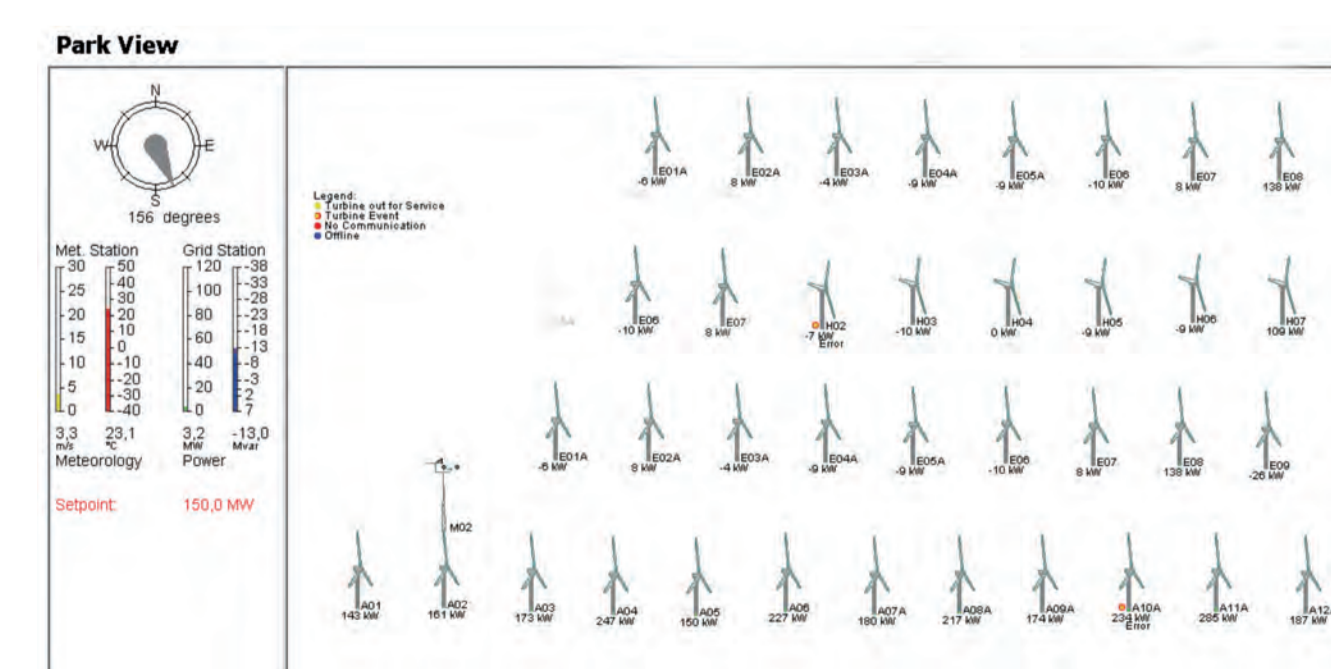 Park View
N
W E
S
156 degrees
Legend:
Turbine out for Service
Turbine Event
No Communication
Offline
Met. Station Grid Station
30 50 120 -38
40 -33
25 30 100 -28
20 20 80 -23
10 -18
15 0 60 -13
10 -10 40 -8
-20 -3
5 -30 20 2
0 -40 0 7
3,3 23,1 3,2 -13,0
m/s °C MW Mvar
Meteorology Power
Setpoint: 150,0 MW
E01A E02A E03A E04A E05A E06 E07 E08
-6 kW 8 kW -4 kW -9 kW -9 kW -10 kW 8 kW 138 kW
E06 E07 H02 H03 H04 H05 H06 H07
-10 kW 8 kW -7 kW -10 kW 0 kW -9 kW -9 kW 109 kW
Error
E01A E02A E03A E04A E05A E06 E07 E08 E09
-6 kW 8 kW -4 kW -9 kW -9 kW -10 kW 8 kW 138 kW -26 kW
M02
A01 A02 A03 A04 A05 A06 A07A A08A A09A A10A A11A
143 kW 161 kW 173 kW 247 kW 150 kW 227 kW 180 kW 217 kW 174 kW 234 kW 285 kW 187 kW
Error